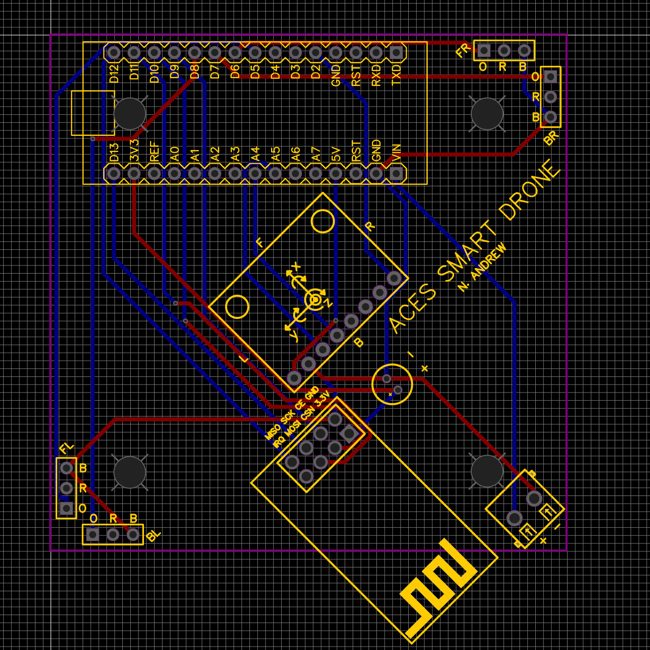 D12 D11 D10 D9 D8 D7 D6 D5 D4 D3 D2 GND RS1 RXD TXD
D13 3V3 REF A0 A1 A2 A3 A4 A5 A6 A7 5V RST GND VIN
FR
O R B
O
R
B
BR
ACES SMART DRONE
N. ANDREW
F
R
x
z
y
L
B
-
+
MISO SCK CE GND
IRQ MOSI CSN 3.3V
FL
B
R
O
O R B
BL
-
+